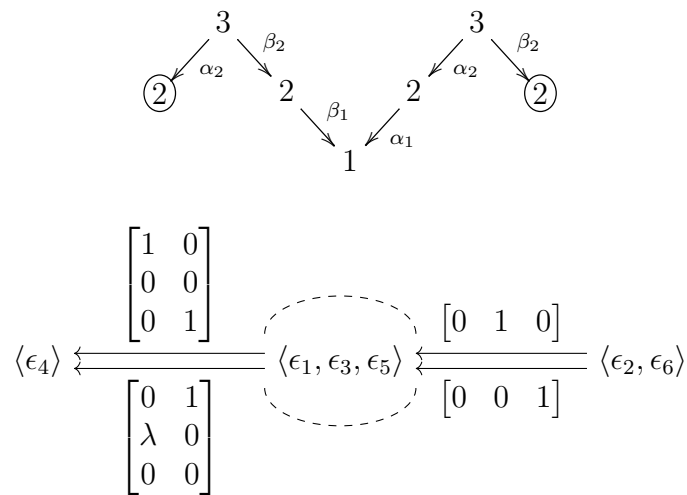 3 3
β₂ β₂
α₂ α₂
2 2 2 2
β₁ α₁
1
[1 0
0 0
0 1]
[0 1 0]
⟨ϵ₄⟩ ⟨ϵ₁, ϵ₃, ϵ₅⟩ ⟨ϵ₂, ϵ₆⟩
[0 0 1]
[0 1
λ 0
0 0]